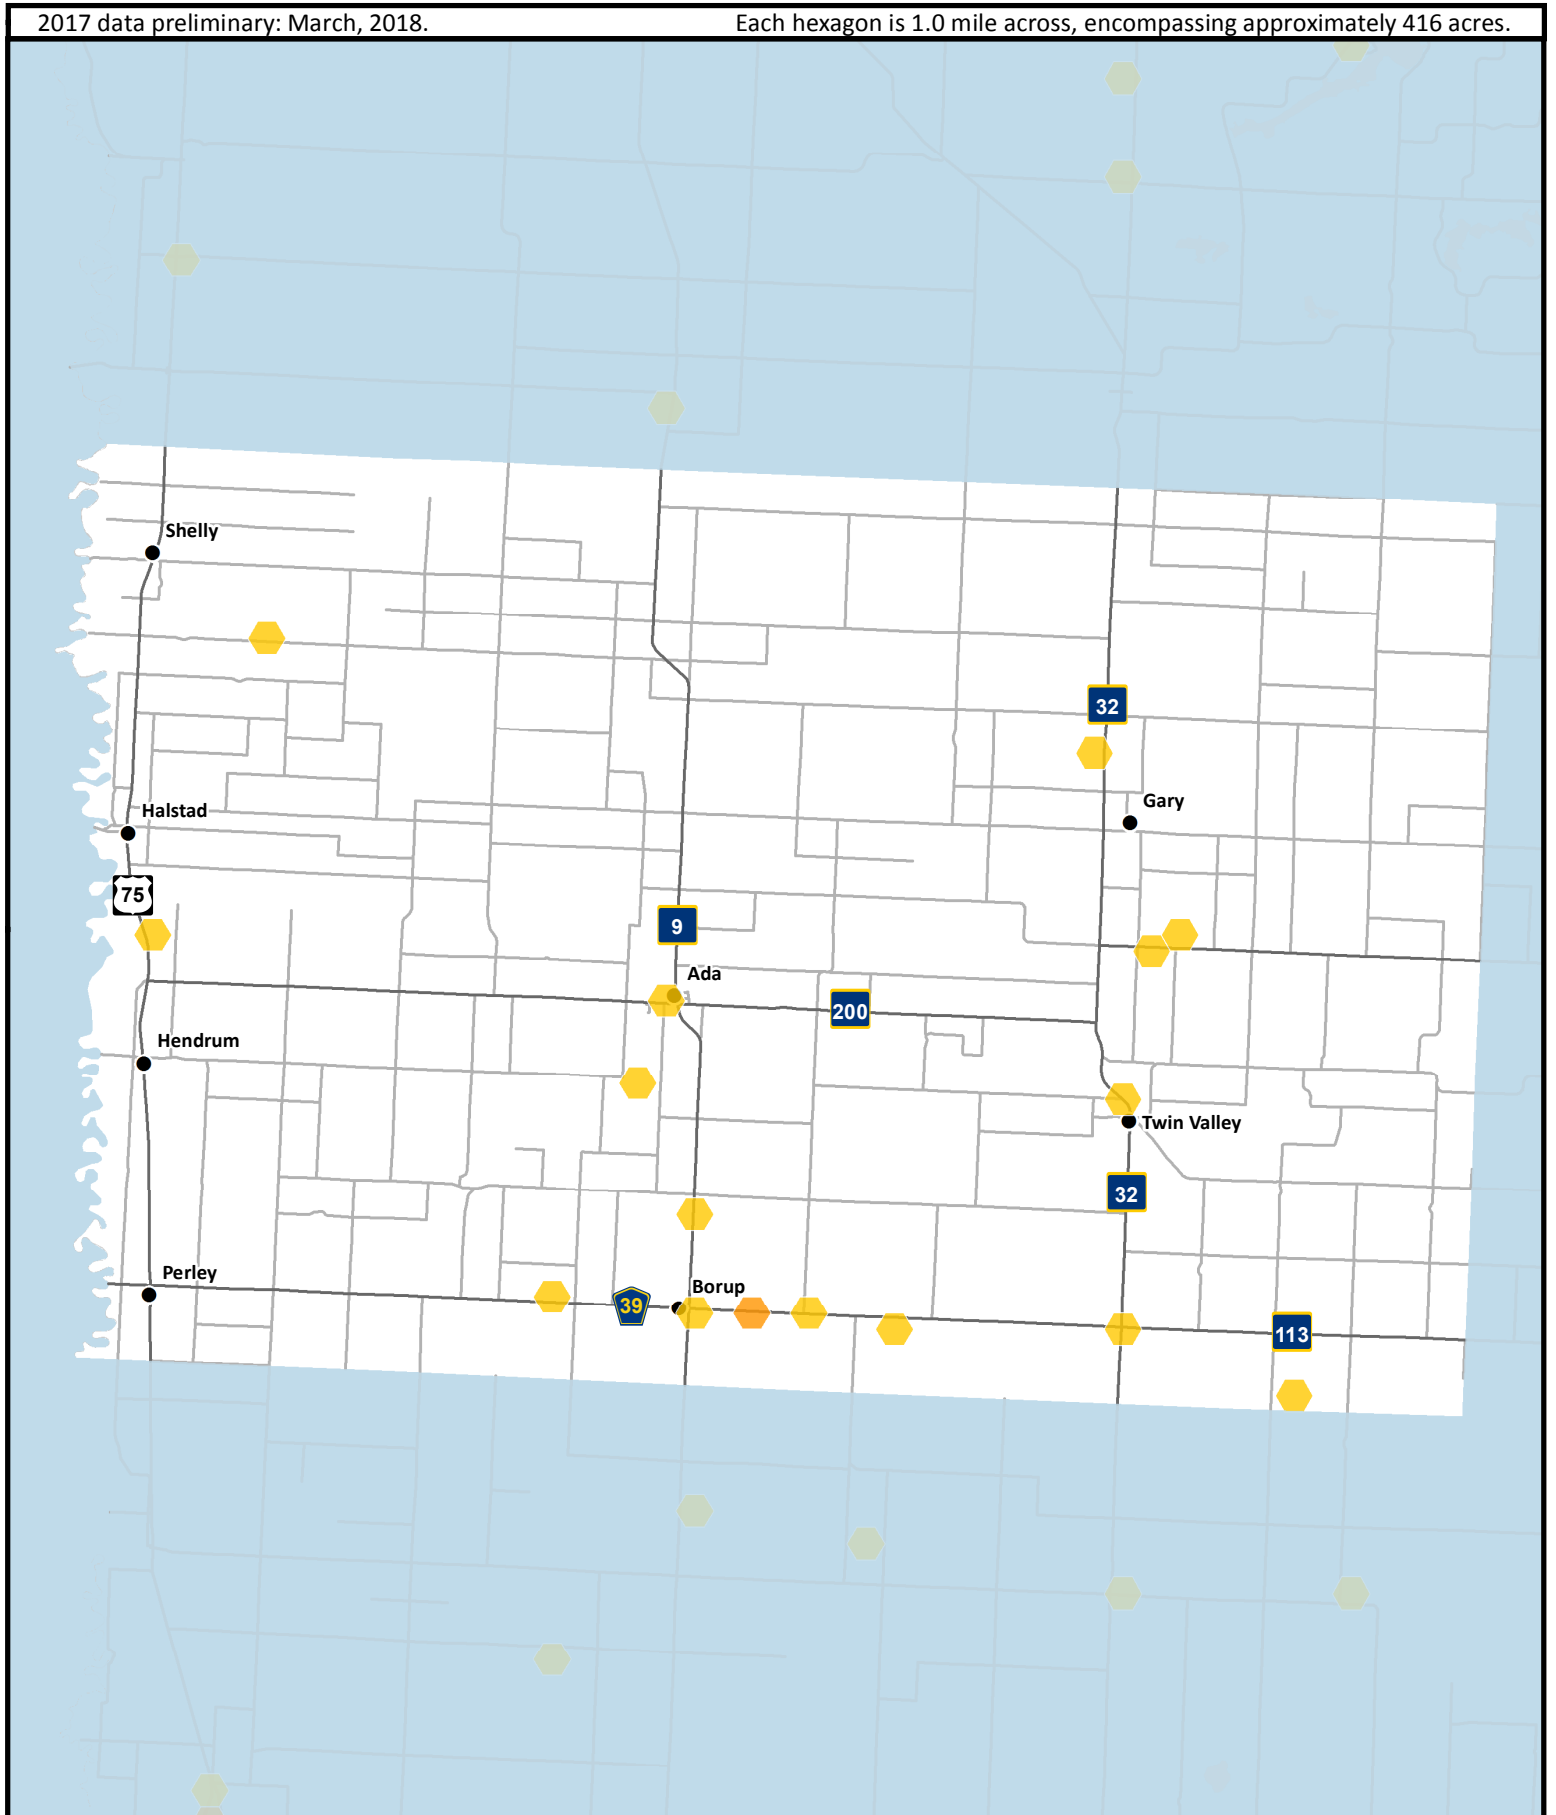 2017 data preliminary: March, 2018.
Each hexagon is 1.0 mile across, encompassing approximately 416 acres.
Shelly
32
Gary
Halstad
75
9
Ada
200
Hendrum
Twin Valley
32
Perley
Borup
39
113